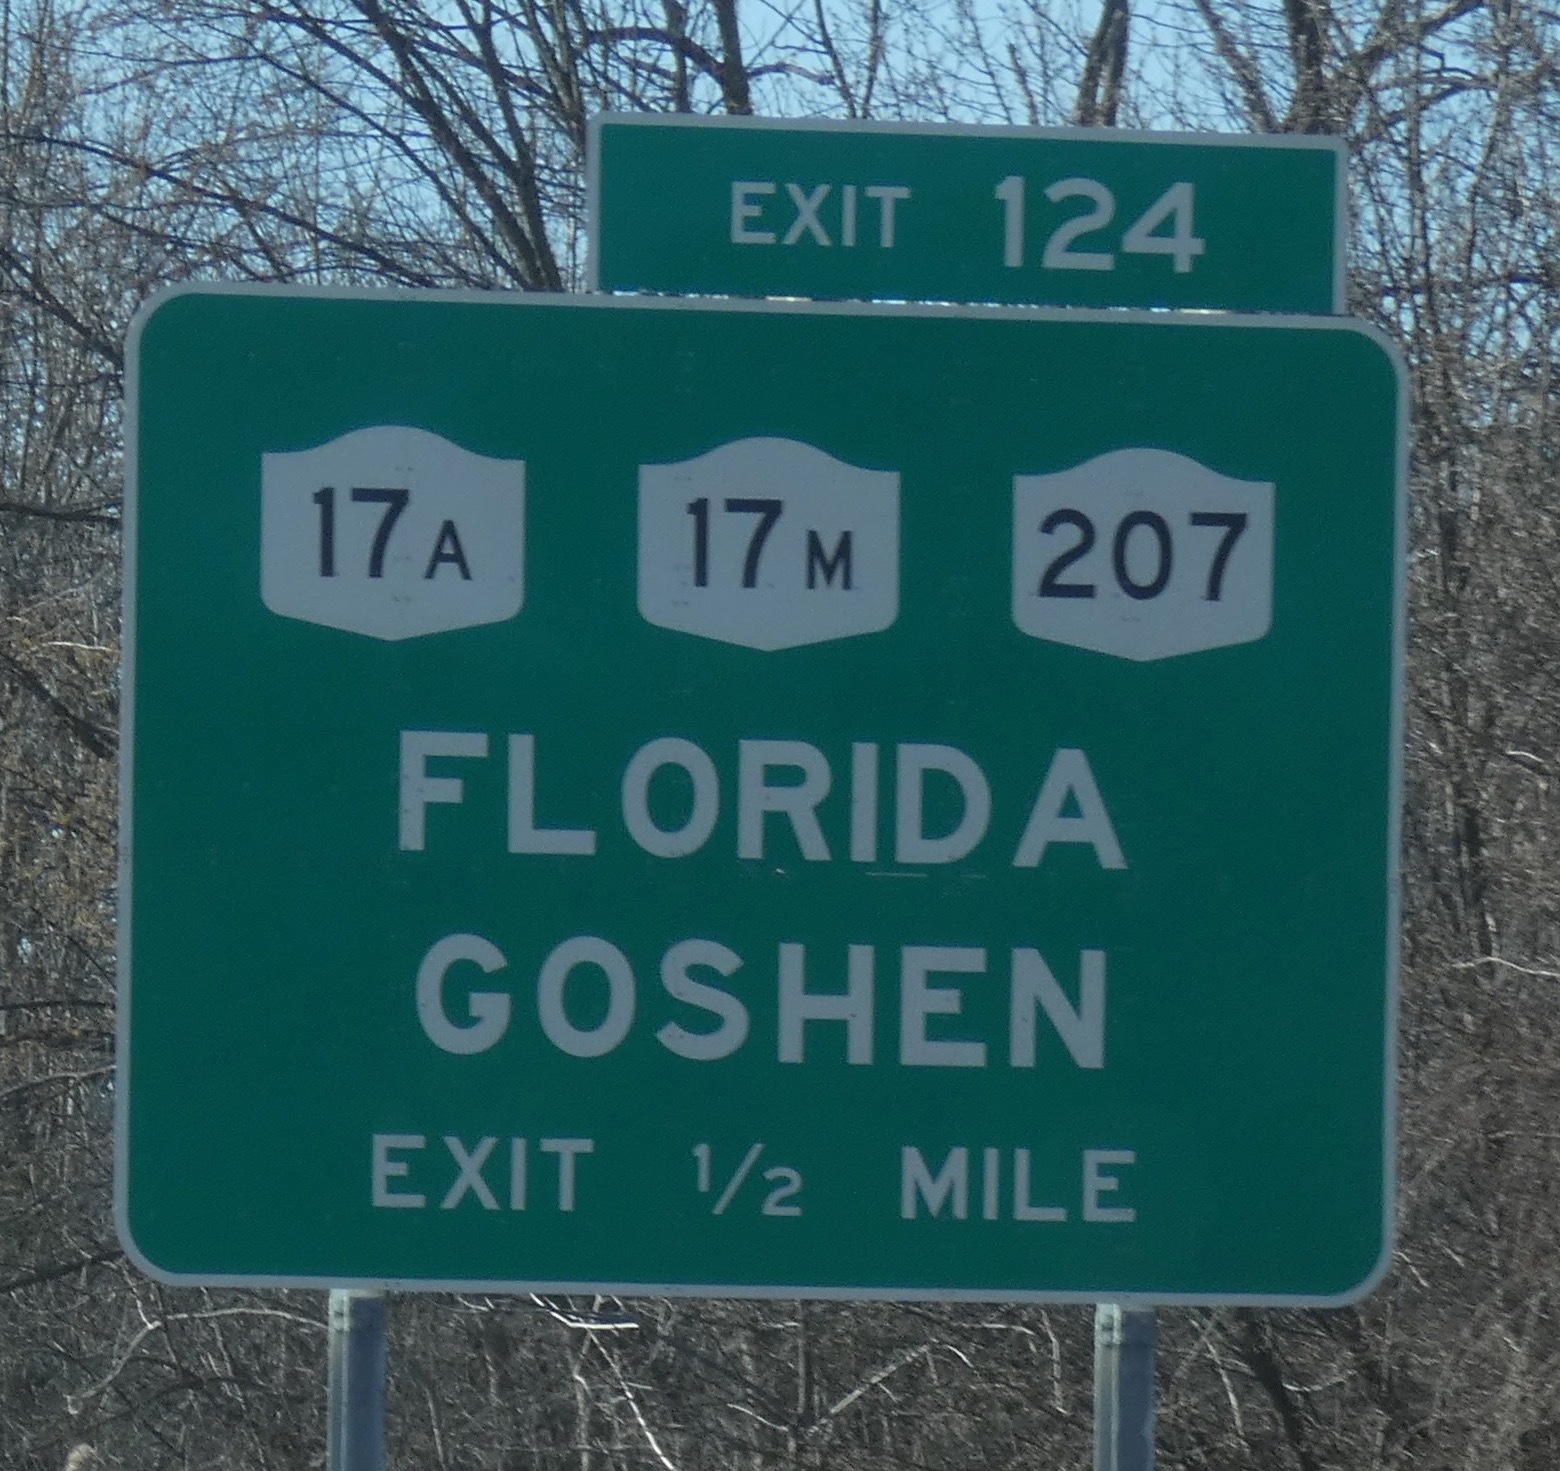 EXIT 124
17A 17M 207
FLORIDA
GOSHEN
EXIT 1/2 MILE